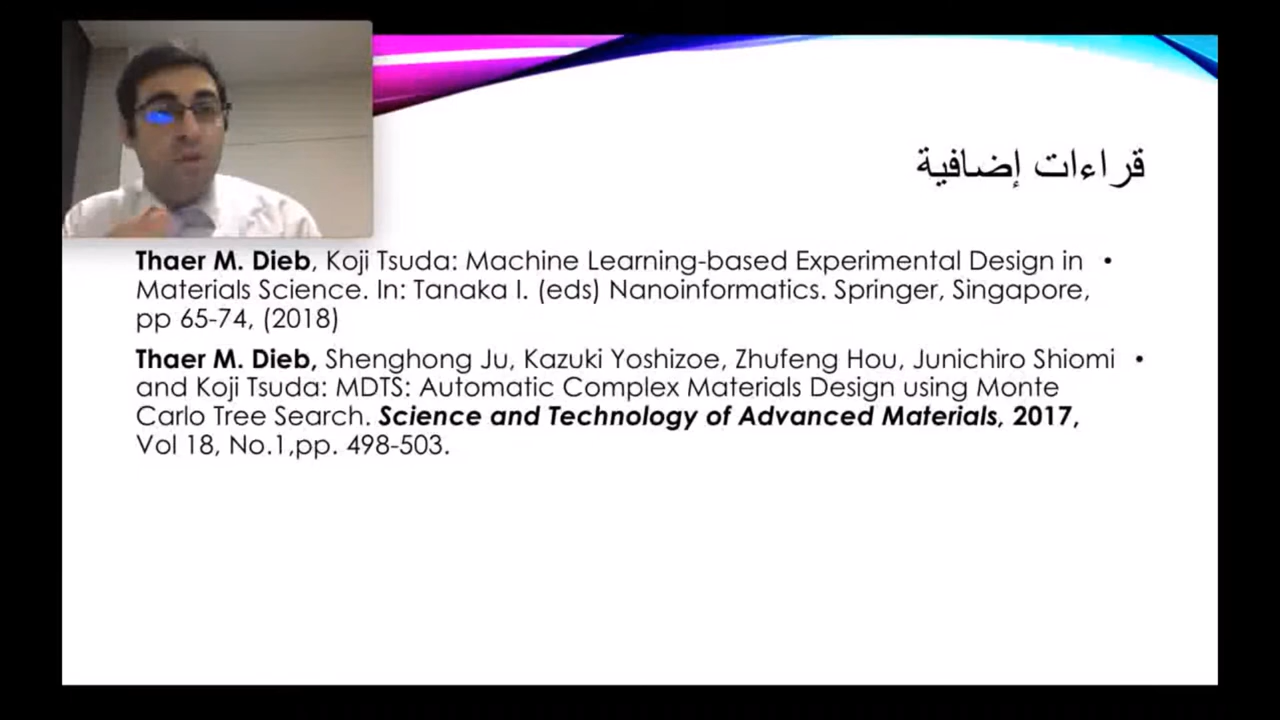 قراءات إضافية
• Thaer M. Dieb, Koji Tsuda: Machine Learning-based Experimental Design in
Materials Science. In: Tanaka I. (eds) Nanoinformatics. Springer, Singapore,
pp 65-74, (2018)
• Thaer M. Dieb, Shenghong Ju, Kazuki Yoshizoe, Zhufeng Hou, Junichiro Shiomi
and Koji Tsuda: MDTS: Automatic Complex Materials Design using Monte
Carlo Tree Search. Science and Technology of Advanced Materials, 2017,
Vol 18, No.1,pp. 498-503.